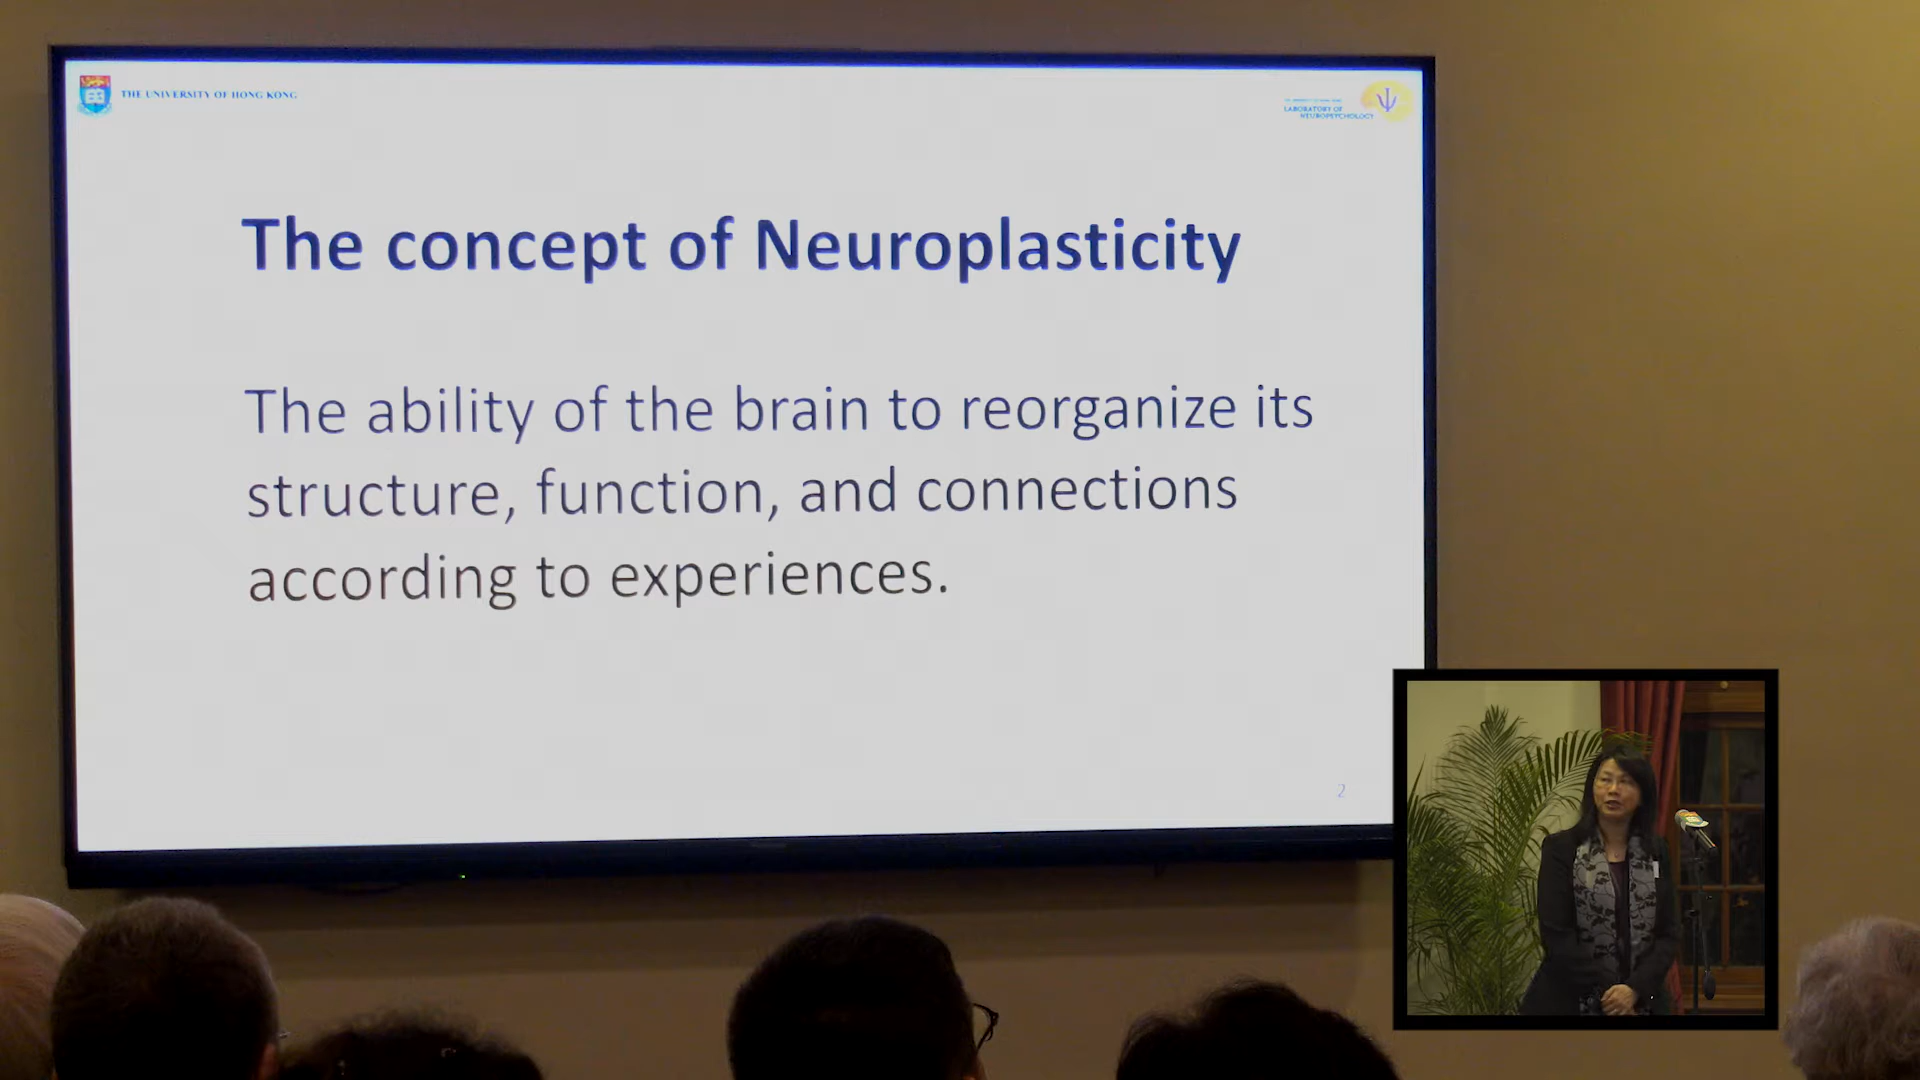 THE UNIVERSITY OF HONG KONG
LABORATORY OF
NEUROPSYCHOLOGY
The concept of Neuroplasticity
The ability of the brain to reorganize its
structure, function, and connections
according to experiences.
2